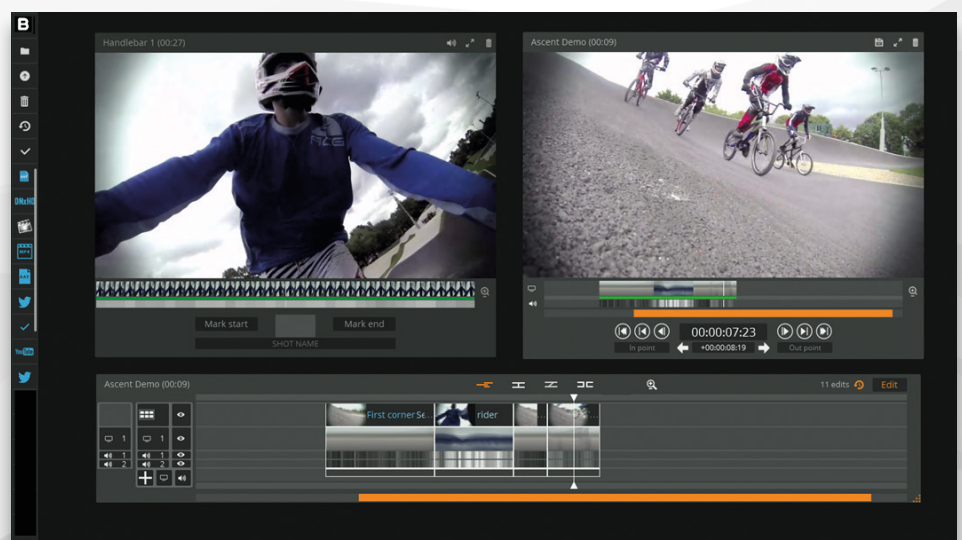 B
DNxHD
YouTube
Handlebar 1 (00:27)
Mark start
Mark end
SHOT NAME
Ascent Demo (00:09)
00:00:07:23
In point
+00:00:08:19
Out point
Ascent Demo (00:09)
11 edits
Edit
First corner Se...
rider
1
1
1
1
2
2